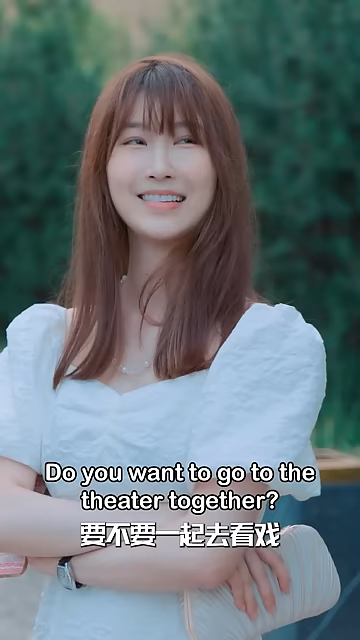 Do you want to go to the
theater together?
要不要一起去看戏